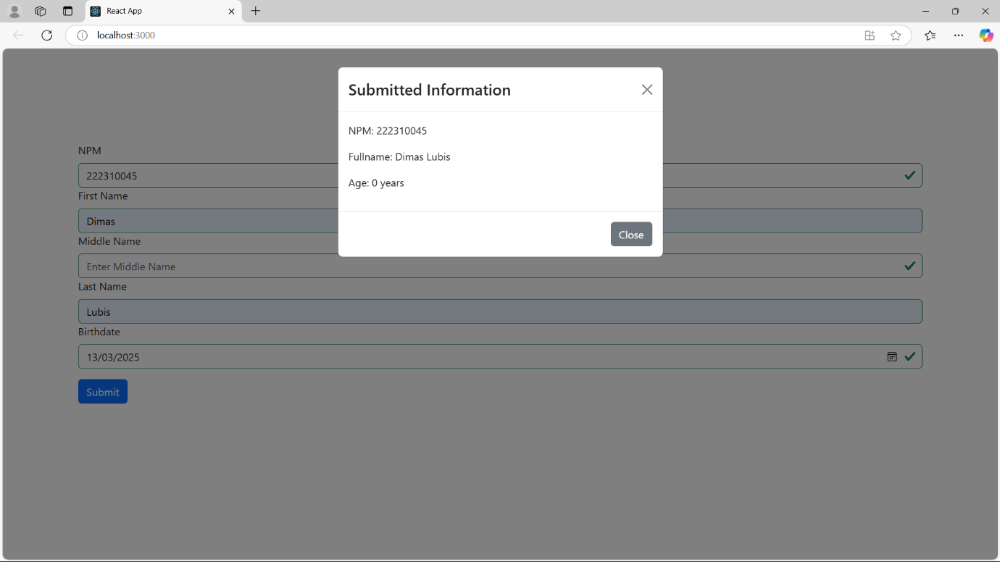 React App
localhost:3000
Submitted Information
NPM: 222310045
Fullname: Dimas Lubis
Age: 0 years
Close
NPM
222310045
First Name
Dimas
Middle Name
Enter Middle Name
Last Name
Lubis
Birthdate
13/03/2025
Submit